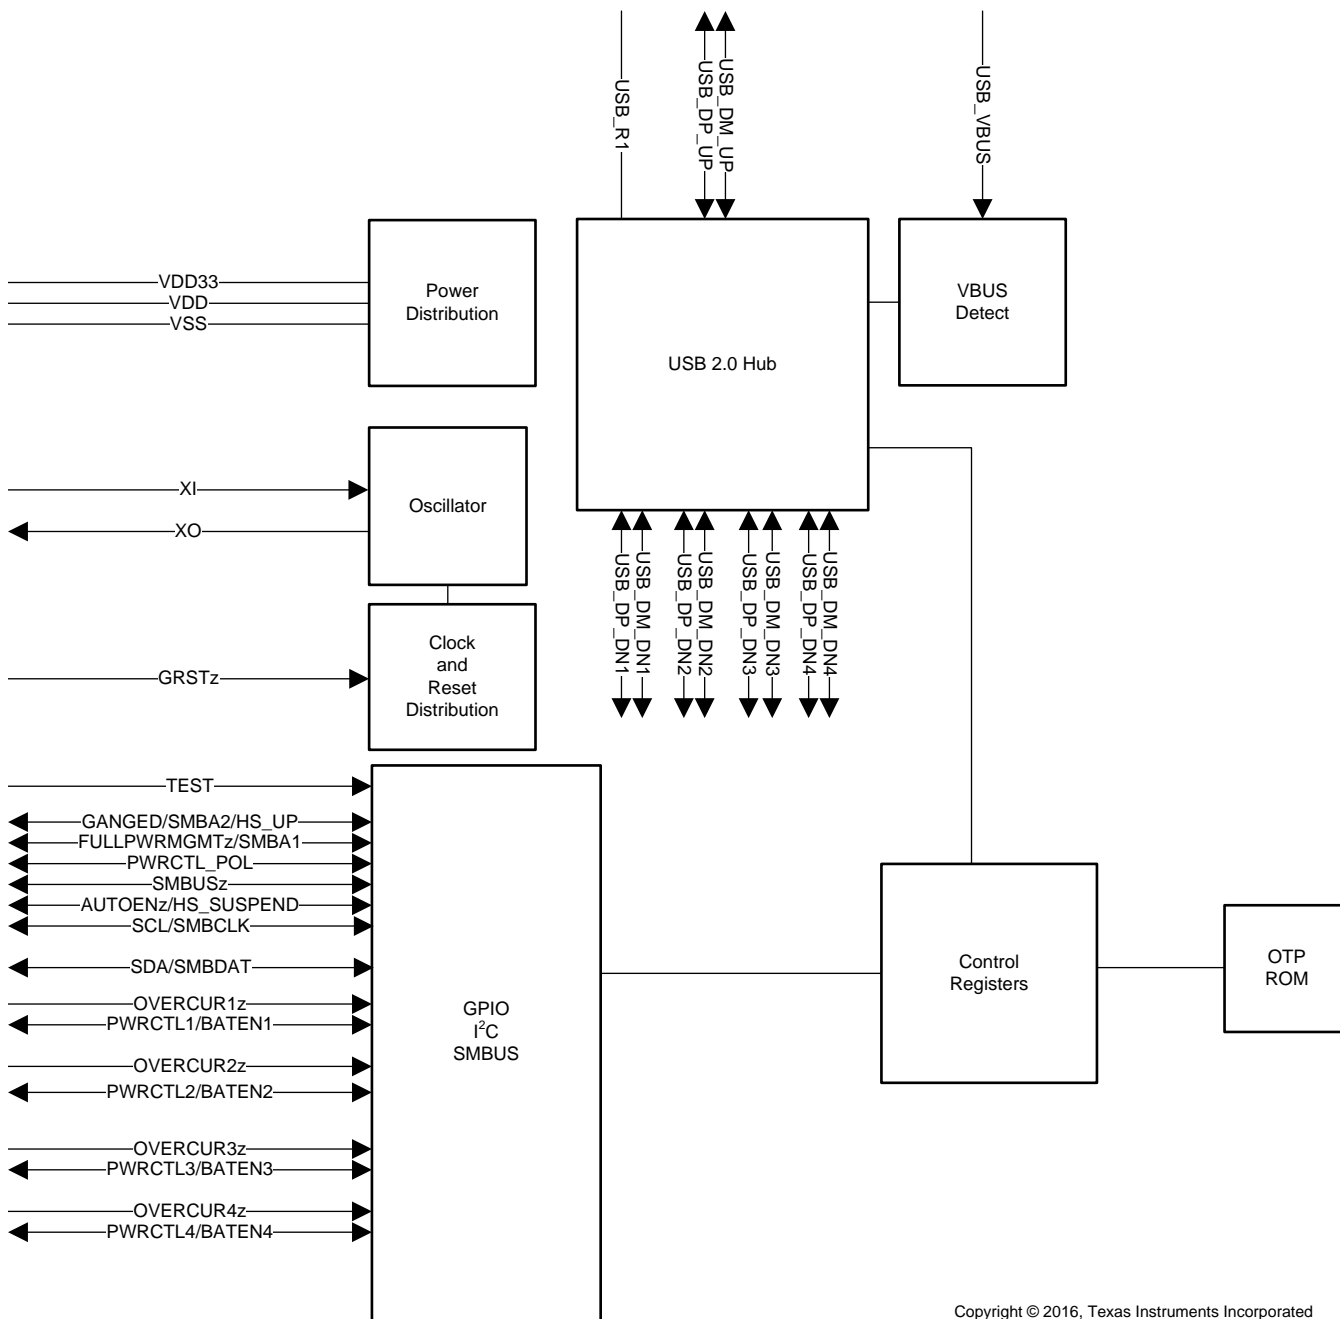 USB_R1
USB_DP_UP
USB_DM_UP
USB_VBUS
VDD33
VDD
VSS
Power
Distribution
USB 2.0 Hub
VBUS
Detect
XI
XO
Oscillator
GRSTz
Clock
and
Reset
Distribution
USB_DP_DN1
USB_DM_DN1
USB_DP_DN2
USB_DM_DN2
USB_DP_DN3
USB_DM_DN3
USB_DP_DN4
USB_DM_DN4
TEST
GANGED/SMBA2/HS_UP
FULLPWRMGMTz/SMBA1
PWRCTL_POL
SMBUSz
AUTOENz/HS_SUSPEND
SCL/SMBCLK
SDA/SMBDAT
OVERCUR1z
PWRCTL1/BATEN1
OVERCUR2z
PWRCTL2/BATEN2
OVERCUR3z
PWRCTL3/BATEN3
OVERCUR4z
PWRCTL4/BATEN4
GPIO
I²C
SMBUS
Control
Registers
OTP
ROM
Copyright © 2016, Texas Instruments Incorporated